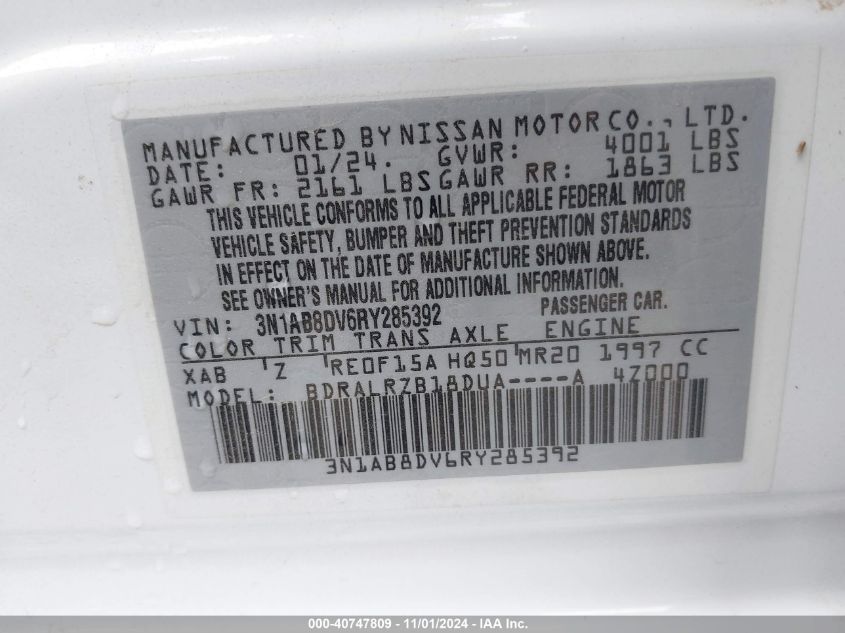 MANUFACTURED BY NISSAN MOTOR CO., LTD.
DATE: 01/24. GVWR: 4001 LBS
GAWR FR: 2161 LBS GAWR RR: 1863 LBS
THIS VEHICLE CONFORMS TO ALL APPLICABLE FEDERAL MOTOR
VEHICLE SAFETY, BUMPER AND THEFT PREVENTION STANDARDS
IN EFFECT ON THE DATE OF MANUFACTURE SHOWN ABOVE.
SEE OWNER'S MANUAL FOR ADDITIONAL INFORMATION.
VIN: 3N1AB8DV6RY285392 PASSENGER CAR.
COLOR TRIM TRANS AXLE ENGINE
XAB 'Z 'RE0F15A HQ50'MR20 1997 CC
MODEL: BDRALRZB18DUA----A 4Z000
3N1AB8DV6RY285392
000-40747809 - 11/01/2024 - IAA Inc.